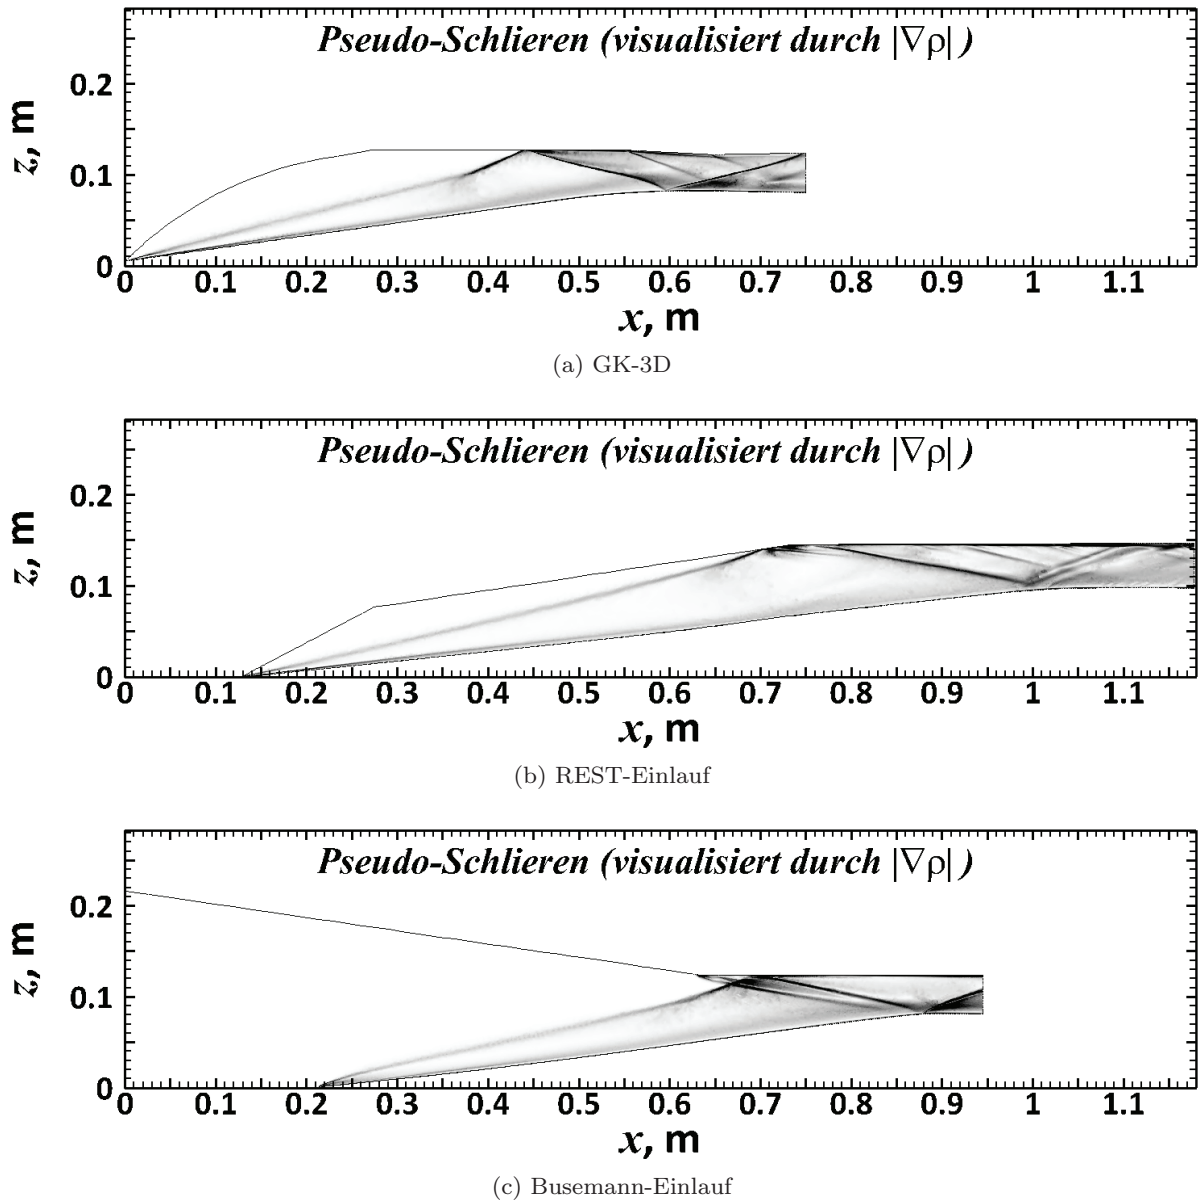 Pseudo-Schlieren (visualisiert durch |∇ρ| )
z, m
0.2
0.1
0
0 0.1 0.2 0.3 0.4 0.5 0.6 0.7 0.8 0.9 1 1.1
x, m
(a) GK-3D
Pseudo-Schlieren (visualisiert durch |∇ρ| )
z, m
0.2
0.1
0
0 0.1 0.2 0.3 0.4 0.5 0.6 0.7 0.8 0.9 1 1.1
x, m
(b) REST-Einlauf
Pseudo-Schlieren (visualisiert durch |∇ρ| )
z, m
0.2
0.1
0
0 0.1 0.2 0.3 0.4 0.5 0.6 0.7 0.8 0.9 1 1.1
x, m
(c) Busemann-Einlauf